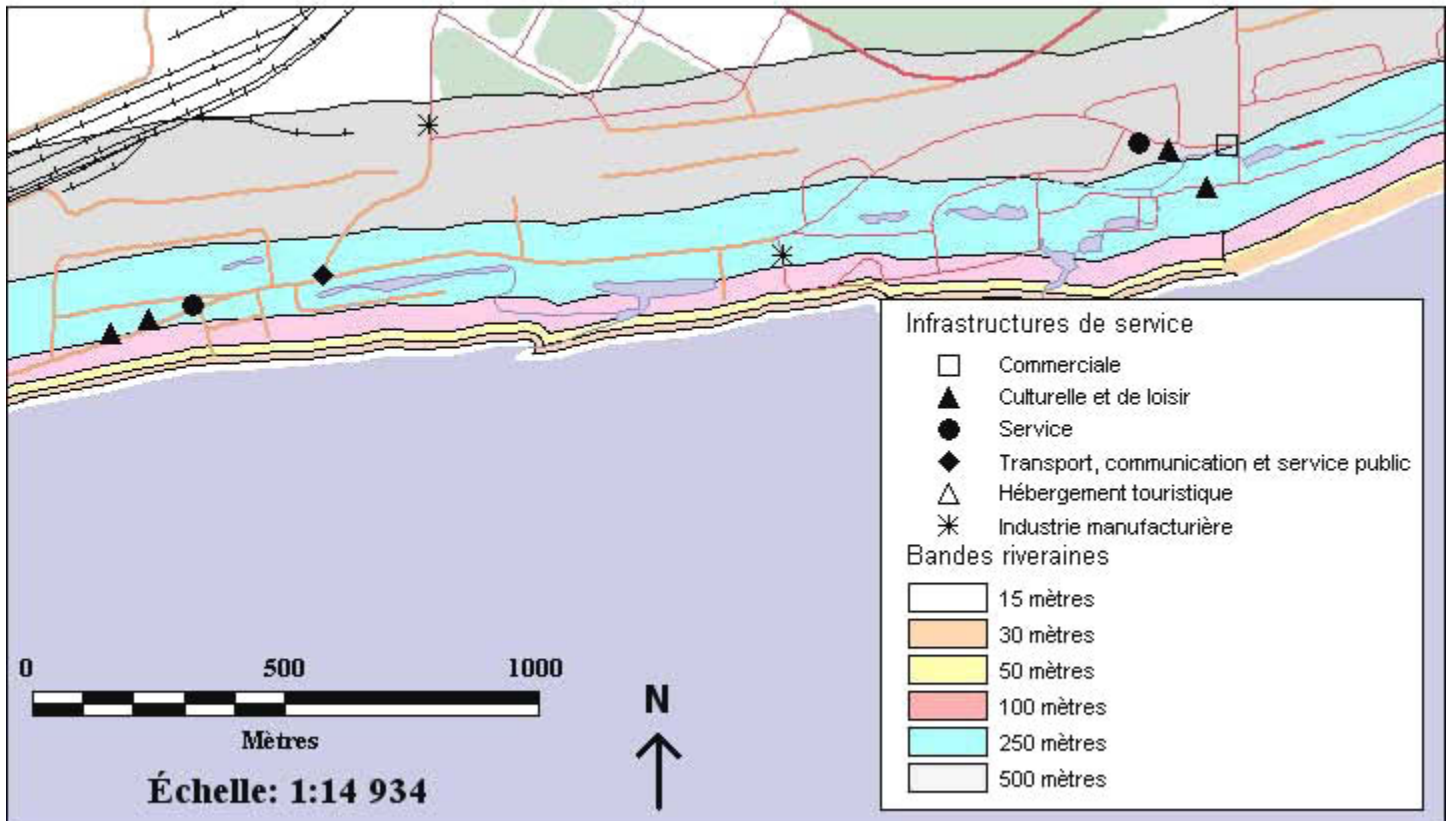 Infrastructures de service
Commerciale
Culturelle et de loisir
Service
Transport, communication et service public
Hébergement touristique
Industrie manufacturière
Bandes riveraines
15 mètres
30 mètres
50 mètres
100 mètres
250 mètres
500 mètres
0 500 1000
Mètres
Échelle: 1:14 934
N